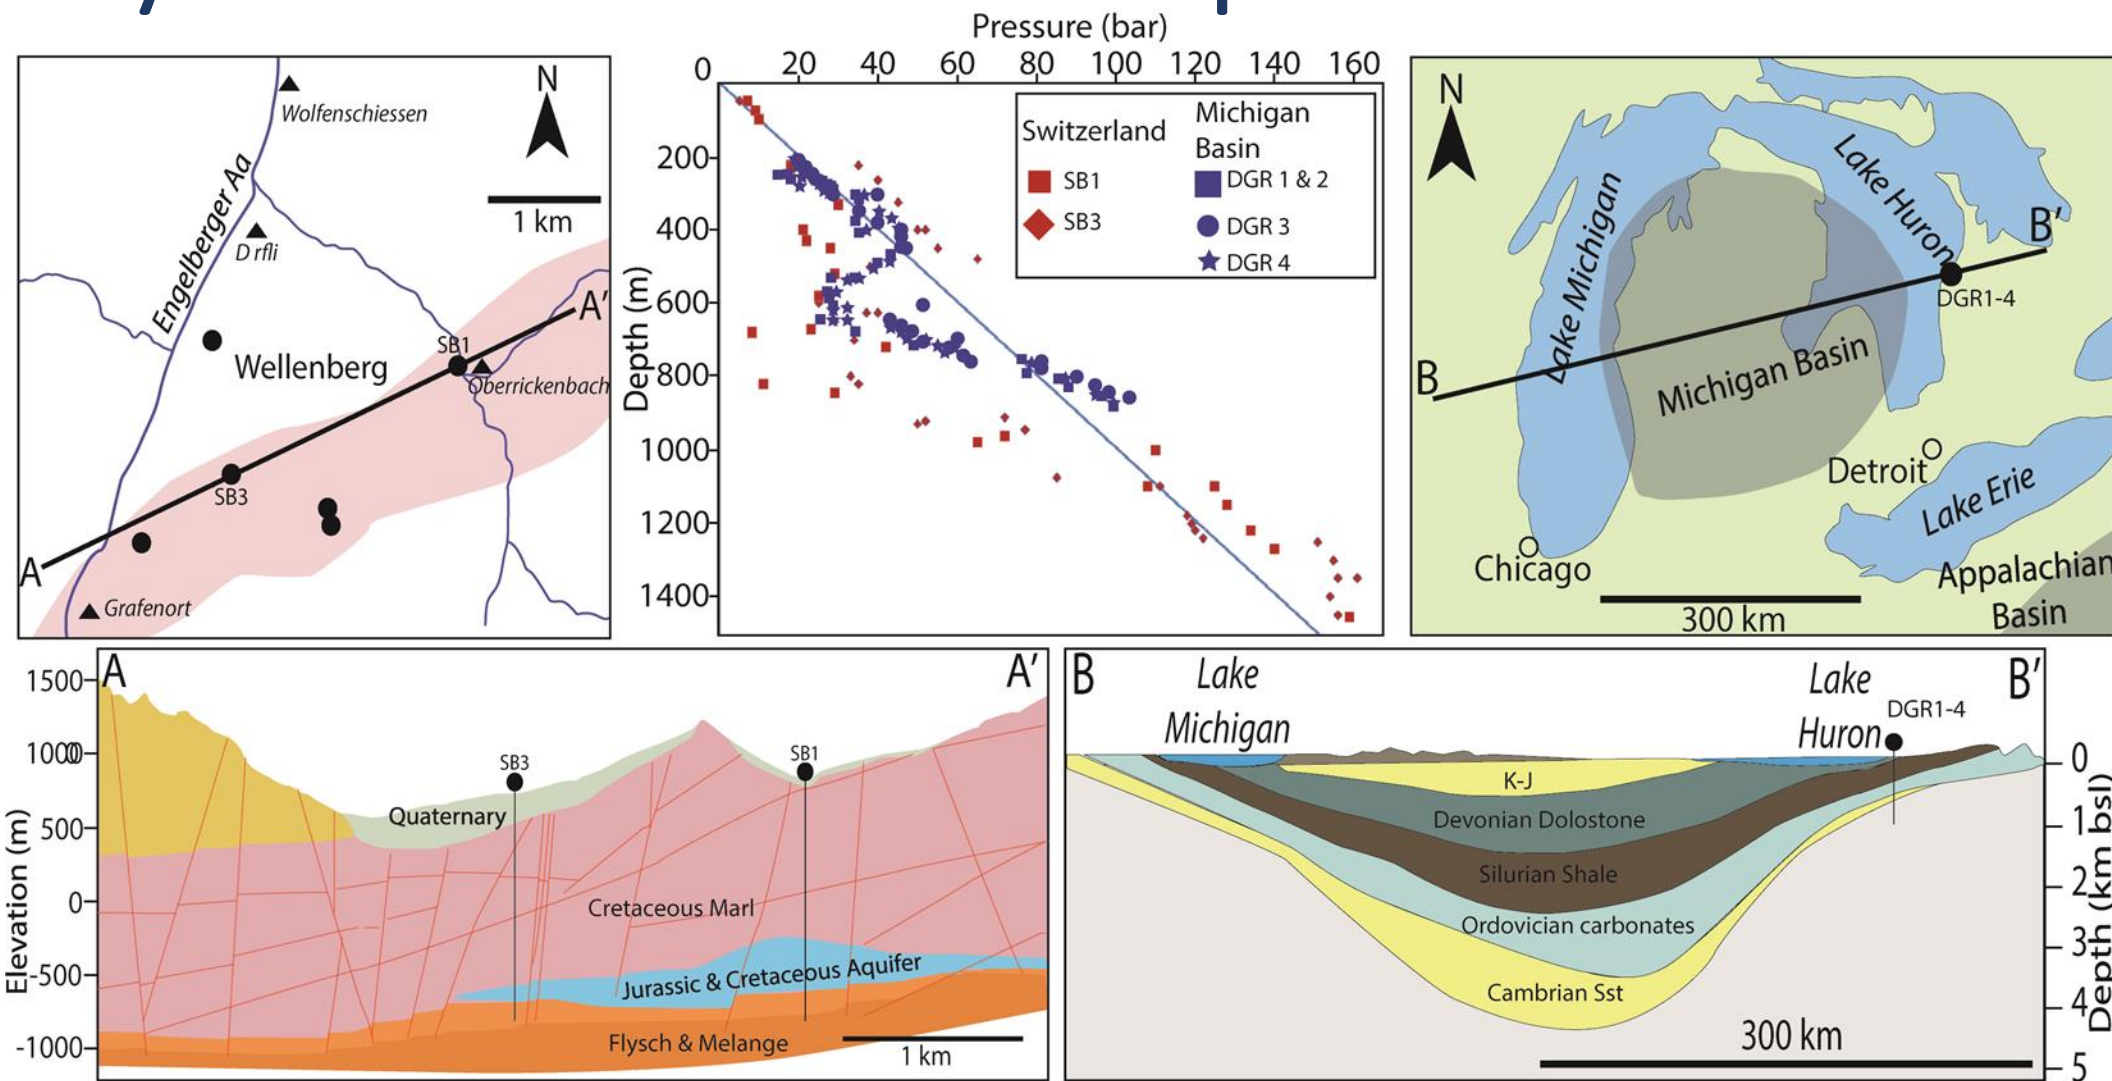 N
Wolfenschiessen
1 km
Engelberger Aa
D rfli
A'
Wellenberg
SB1
Oberrickenbach
SB3
A
Grafenort
Pressure (bar)
0 20 40 60 80 100 120 140 160
Depth (m)
200
400
600
800
1000
1200
1400
Switzerland
SB1
SB3
Michigan
Basin
DGR 1 & 2
DGR 3
DGR 4
N
Lake Michigan
Lake Huron
B'
DGR1-4
B
Michigan Basin
Detroit
Lake Erie
Chicago
Appalachian
Basin
300 km
A
A'
Elevation (m)
1500
1000
500
0
-500
-1000
SB3
SB1
Quaternary
Cretaceous Marl
Jurassic & Cretaceous Aquifer
Flysch & Melange
1 km
B
Lake
Michigan
Lake
Huron
DGR1-4
B'
K-J
Devonian Dolostone
Silurian Shale
Ordovician carbonates
Cambrian Sst
300 km
0
1
2
3
4
5
Depth (km bsl)